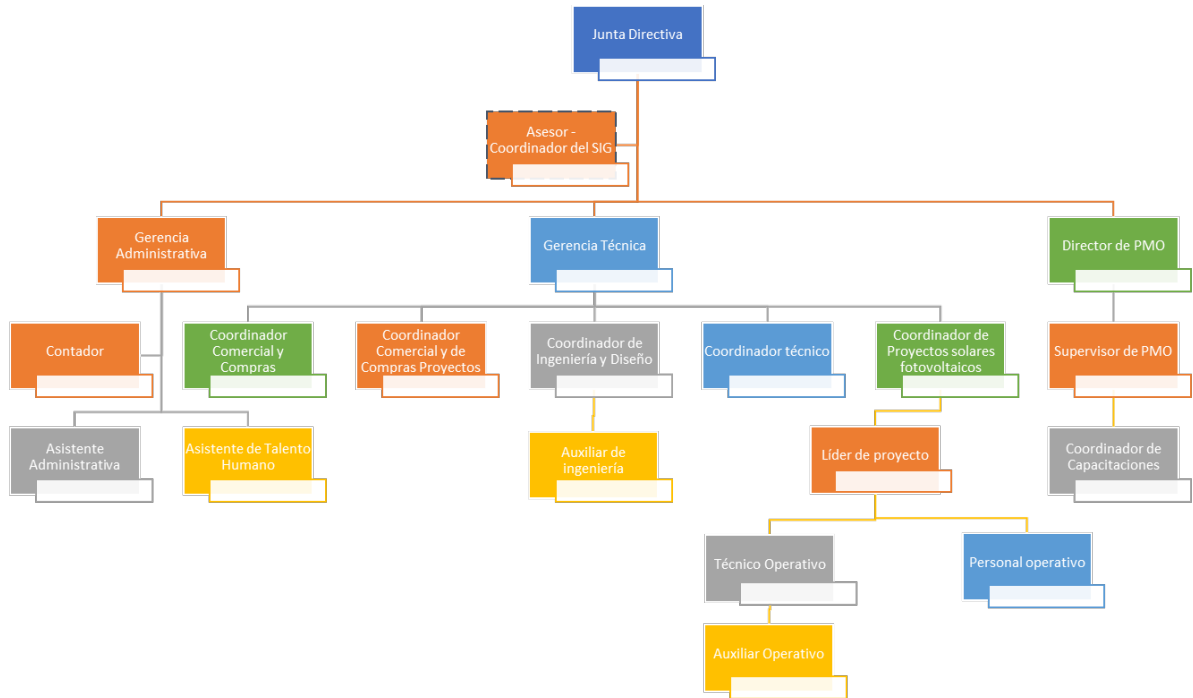 Junta Directiva
Asesor -
Coordinador del SIG
Gerencia
Administrativa
Gerencia Técnica
Director de PMO
Contador
Coordinador
Comercial y
Compras
Coordinador
Comercial y de
Compras Proyectos
Coordinador de
Ingeniería y Diseño
Coordinador técnico
Coordinador de
Proyectos solares
fotovoltaicos
Supervisor de PMO
Asistente
Administrativa
Asistente de Talento
Humano
Auxiliar de
ingeniería
Líder de proyecto
Coordinador de
Capacitaciones
Técnico Operativo
Personal operativo
Auxiliar Operativo